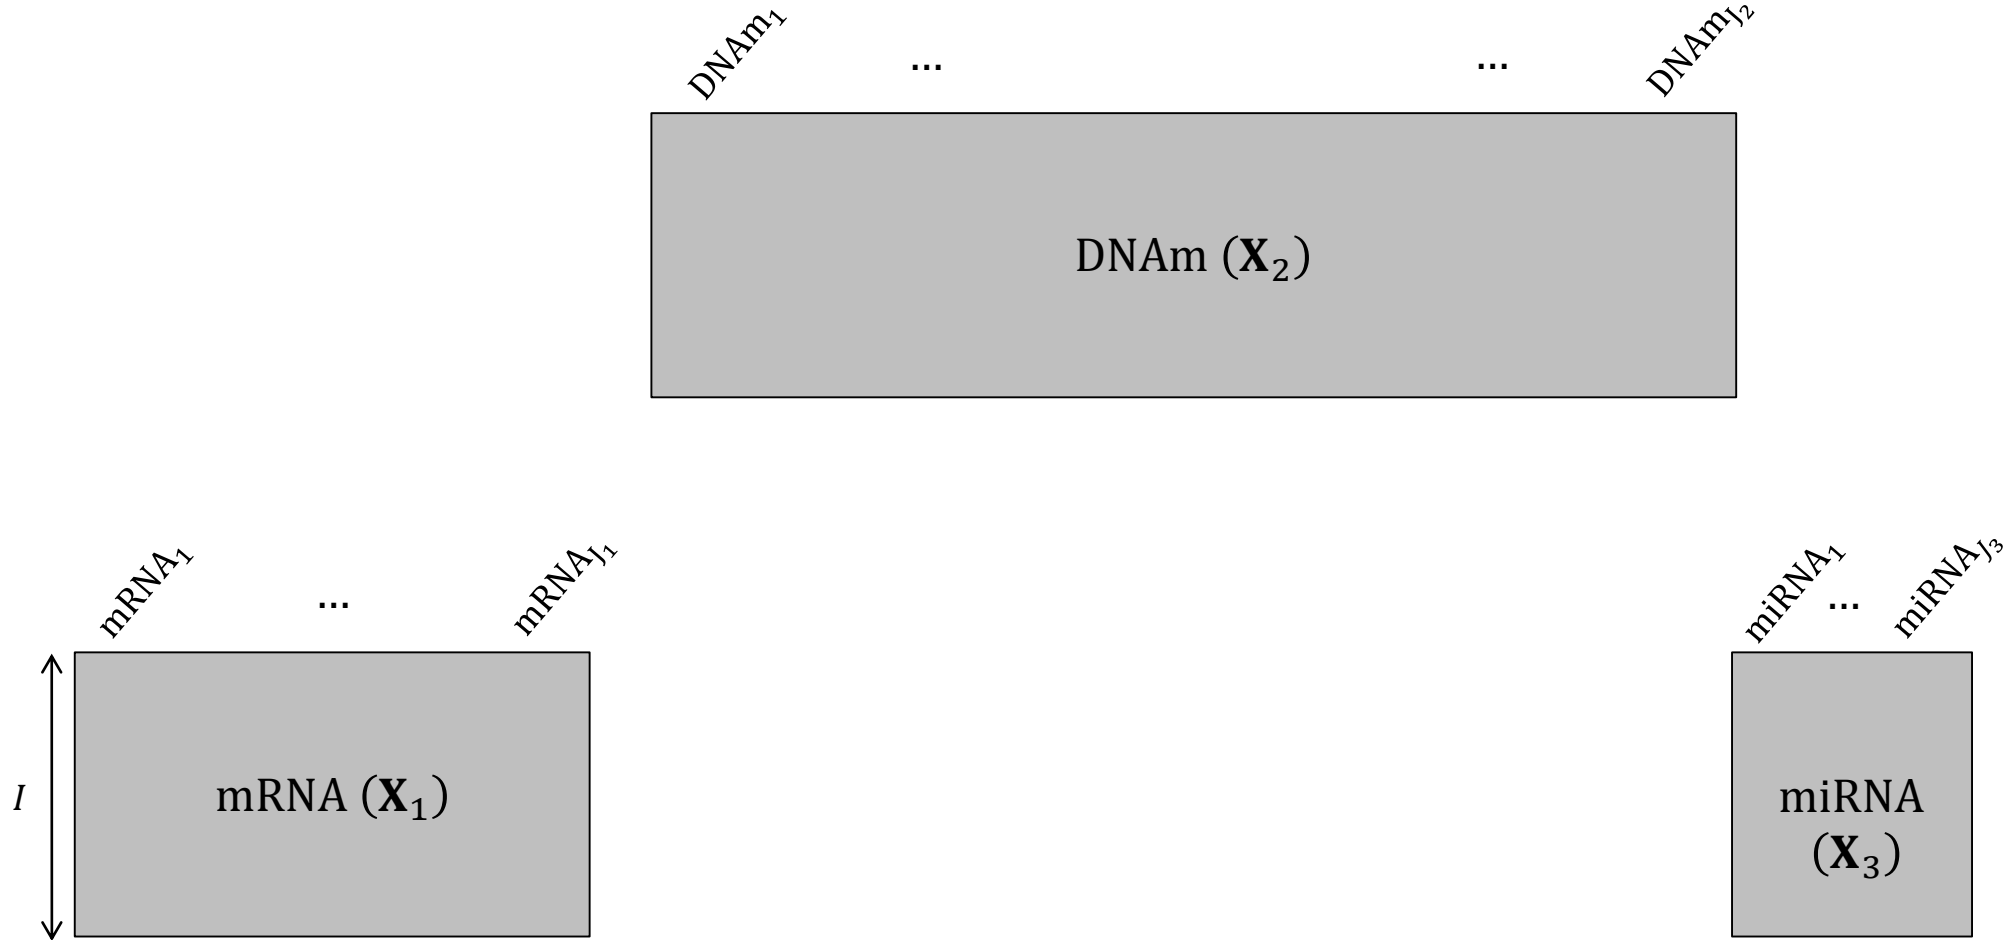 DNAm₁ ... ... DNAm_J₂
DNAm (𝐗₂)
mRNA₁ ... mRNA_J₁
miRNA₁ ... miRNA_J₃
I
mRNA (𝐗₁)
miRNA
(𝐗₃)